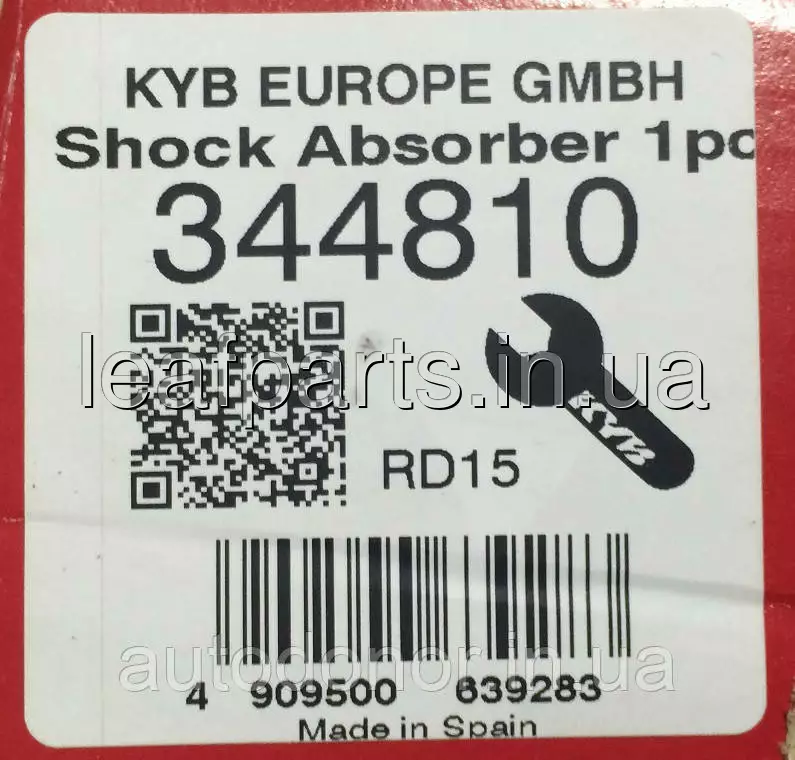 KYB EUROPE GMBH
Shock Absorber 1pc
344810
leafparts.in.ua
KYB
RD15
autodonor.in.ua
4 909500 639283
Made in Spain